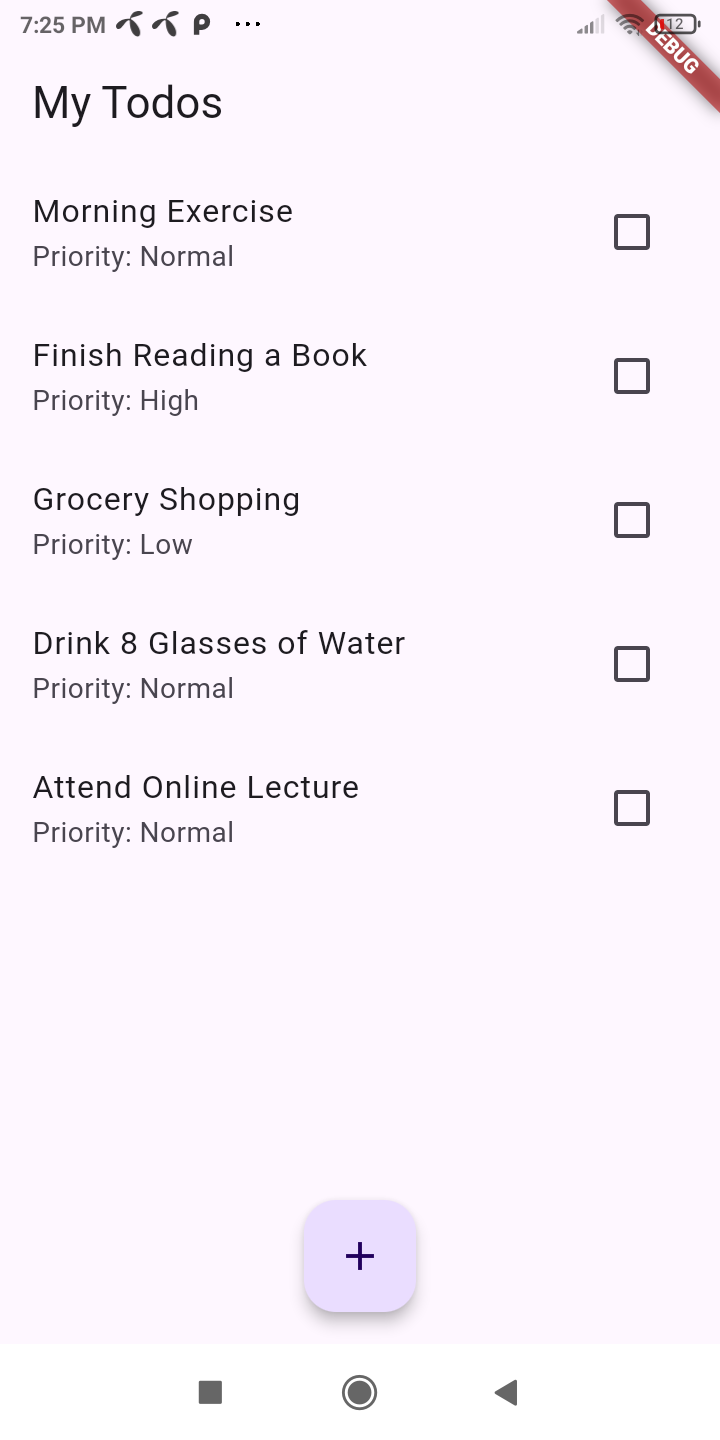 7:25 PM
12
DEBUG
My Todos
Morning Exercise
Priority: Normal
Finish Reading a Book
Priority: High
Grocery Shopping
Priority: Low
Drink 8 Glasses of Water
Priority: Normal
Attend Online Lecture
Priority: Normal